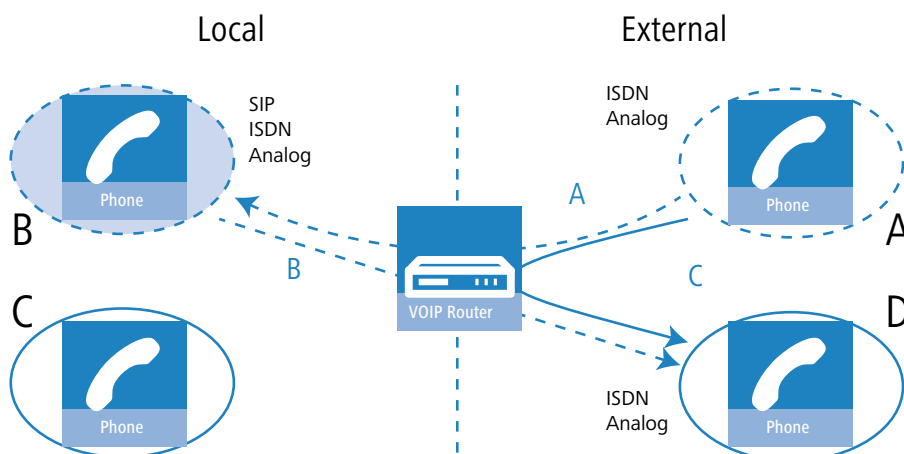 Local
External
SIP
ISDN
Analog
ISDN
Analog
Phone
Phone
A
B
A
B
C
VOIP Router
C
D
Phone
ISDN
Analog
Phone